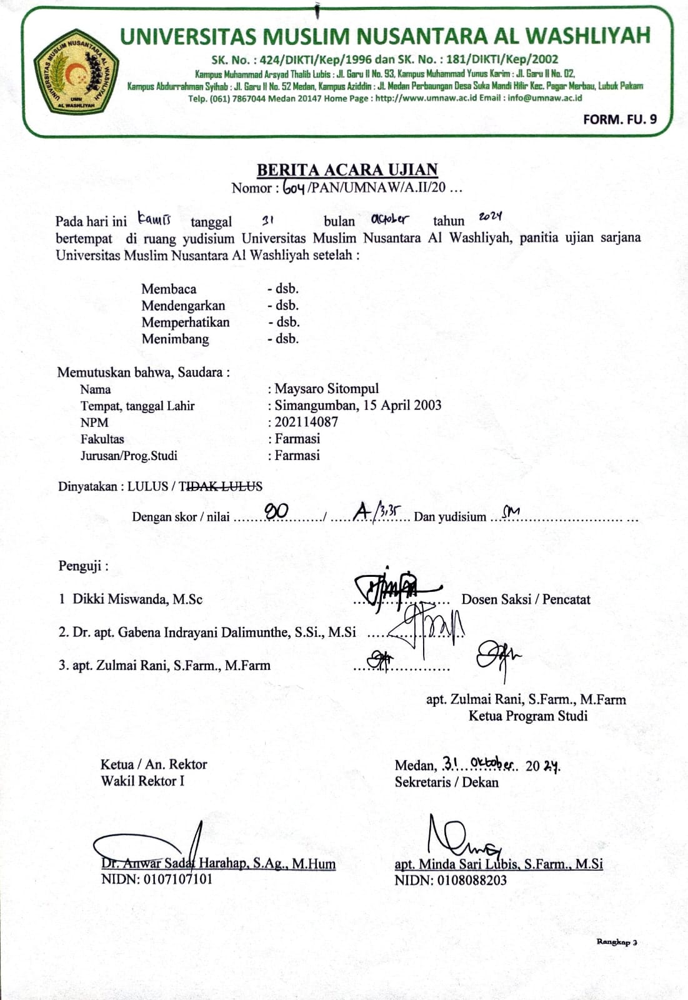 UNIVERSITAS MUSLIM NUSANTARA AL WASHLIYAH
SK. No. : 424/DIKTI/Kep/1996 dan SK. No. : 181/DIKTI/Kep/2002
Kampus Muhammad Arsyad Thalib Lubis : Jl. Garu II No. 93, Kampus Muhammad Yunus Karim : Jl. Garu II No. 02,
Kampus Abdurrahman Syihab : Jl. Garu II No. 52 Medan, Kampus Aziddin : Jl. Medan Perbaungan Desa Suka Mandi Hilir Kec. Pagar Merbau, Lubuk Pakam
Telp. (061) 7867044 Medan 20147 Home Page : http://www.umnaw.ac.id Email : info@umnaw.ac.id
UNIVERSITAS MUSLIM NUSANTARA AL WASHLIYAH
UMN
AL WASHLIYAH
FORM. FU. 9
BERITA ACARA UJIAN
Nomor : 604/PAN/UMNAW/A.II/20 ...
Pada hari ini kamis tanggal 31 bulan october tahun 2024
bertempat di ruang yudisium Universitas Muslim Nusantara Al Washliyah, panitia ujian sarjana
Universitas Muslim Nusantara Al Washliyah setelah :
Membaca - dsb.
Mendengarkan - dsb.
Memperhatikan - dsb.
Menimbang - dsb.
Memutuskan bahwa, Saudara :
Nama : Maysaro Sitompul
Tempat, tanggal Lahir : Simangumban, 15 April 2003
NPM : 202114087
Fakultas : Farmasi
Jurusan/Prog.Studi : Farmasi
Dinyatakan : LULUS / TIDAK LULUS
Dengan skor / nilai 90 / A/3,35 Dan yudisium SM
Penguji :
1 Dikki Miswanda, M.Sc Dosen Saksi / Pencatat
2. Dr. apt. Gabena Indrayani Dalimunthe, S.Si., M.Si
3. apt. Zulmai Rani, S.Farm., M.Farm
apt. Zulmai Rani, S.Farm., M.Farm
Ketua Program Studi
Ketua / An. Rektor Medan, 31 Oktober 2024.
Wakil Rektor I Sekretaris / Dekan
Dr. Anwar Sadat Harahap, S.Ag., M.Hum apt. Minda Sari Lubis, S.Farm., M.Si
NIDN: 0107107101 NIDN: 0108088203
Rangkap 3